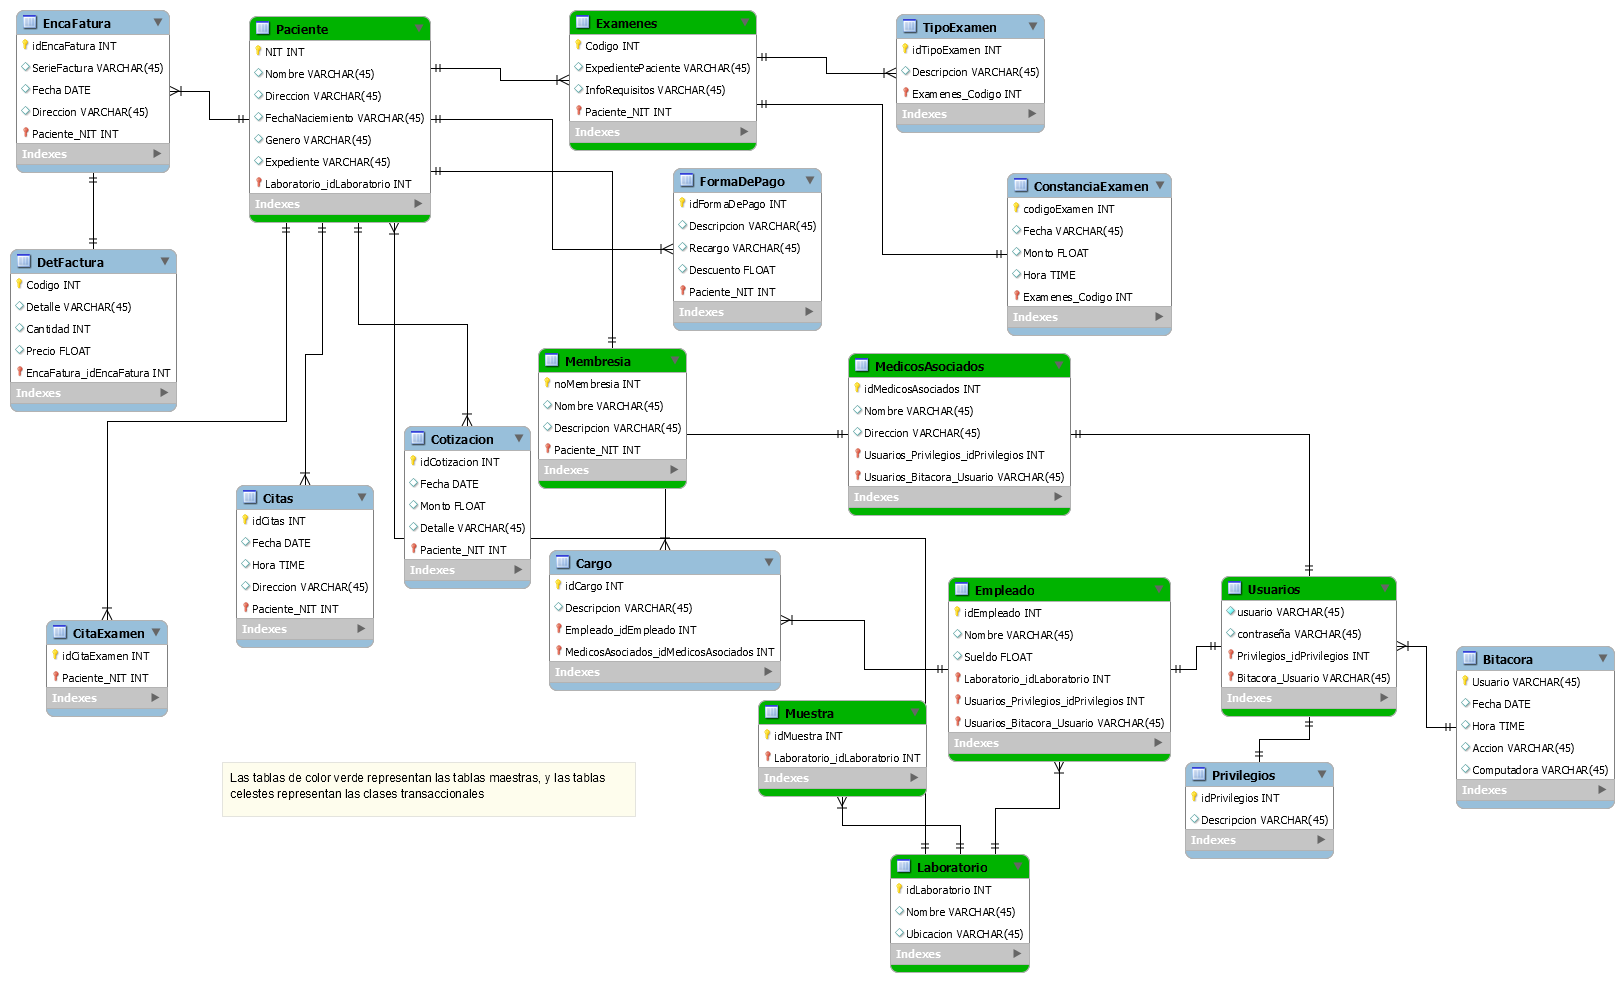 EncaFatura
idEncaFatura INT
SerieFactura VARCHAR(45)
Fecha DATE
Direccion VARCHAR(45)
Paciente_NIT INT
Indexes
Paciente
NIT INT
Nombre VARCHAR(45)
Direccion VARCHAR(45)
FechaNaciemiento VARCHAR(45)
Genero VARCHAR(45)
Expediente VARCHAR(45)
Laboratorio_idLaboratorio INT
Indexes
Examenes
Codigo INT
ExpedientePaciente VARCHAR(45)
InfoRequisitos VARCHAR(45)
Paciente_NIT INT
Indexes
TipoExamen
idTipoExamen INT
Descripcion VARCHAR(45)
Examenes_Codigo INT
Indexes
FormaDePago
idFormaDePago INT
Descripcion VARCHAR(45)
Recargo VARCHAR(45)
Descuento FLOAT
Paciente_NIT INT
Indexes
ConstanciaExamen
codigoExamen INT
Fecha VARCHAR(45)
Monto FLOAT
Hora TIME
Examenes_Codigo INT
Indexes
DetFactura
Codigo INT
Detalle VARCHAR(45)
Cantidad INT
Precio FLOAT
EncaFatura_idEncaFatura INT
Indexes
Membresia
noMembresia INT
Nombre VARCHAR(45)
Descripcion VARCHAR(45)
Paciente_NIT INT
Indexes
MedicosAsociados
idMedicosAsociados INT
Nombre VARCHAR(45)
Direccion VARCHAR(45)
Usuarios_Privilegios_idPrivilegios INT
Usuarios_Bitacora_Usuario VARCHAR(45)
Indexes
Cotizacion
idCotizacion INT
Fecha DATE
Monto FLOAT
Detalle VARCHAR(45)
Paciente_NIT INT
Indexes
Citas
idCitas INT
Fecha DATE
Hora TIME
Direccion VARCHAR(45)
Paciente_NIT INT
Indexes
Cargo
idCargo INT
Descripcion VARCHAR(45)
Empleado_idEmpleado INT
MedicosAsociados_idMedicosAsociados INT
Indexes
Empleado
idEmpleado INT
Nombre VARCHAR(45)
Sueldo FLOAT
Laboratorio_idLaboratorio INT
Usuarios_Privilegios_idPrivilegios INT
Usuarios_Bitacora_Usuario VARCHAR(45)
Indexes
Usuarios
usuario VARCHAR(45)
contraseña VARCHAR(45)
Privilegios_idPrivilegios INT
Bitacora_Usuario VARCHAR(45)
Indexes
CitaExamen
idCitaExamen INT
Paciente_NIT INT
Indexes
Bitacora
Usuario VARCHAR(45)
Fecha DATE
Hora TIME
Accion VARCHAR(45)
Computadora VARCHAR(45)
Indexes
Muestra
idMuestra INT
Laboratorio_idLaboratorio INT
Indexes
Privilegios
idPrivilegios INT
Descripcion VARCHAR(45)
Indexes
Las tablas de color verde representan las tablas maestras, y las tablas
celestes representan las clases transaccionales
Laboratorio
idLaboratorio INT
Nombre VARCHAR(45)
Ubicacion VARCHAR(45)
Indexes